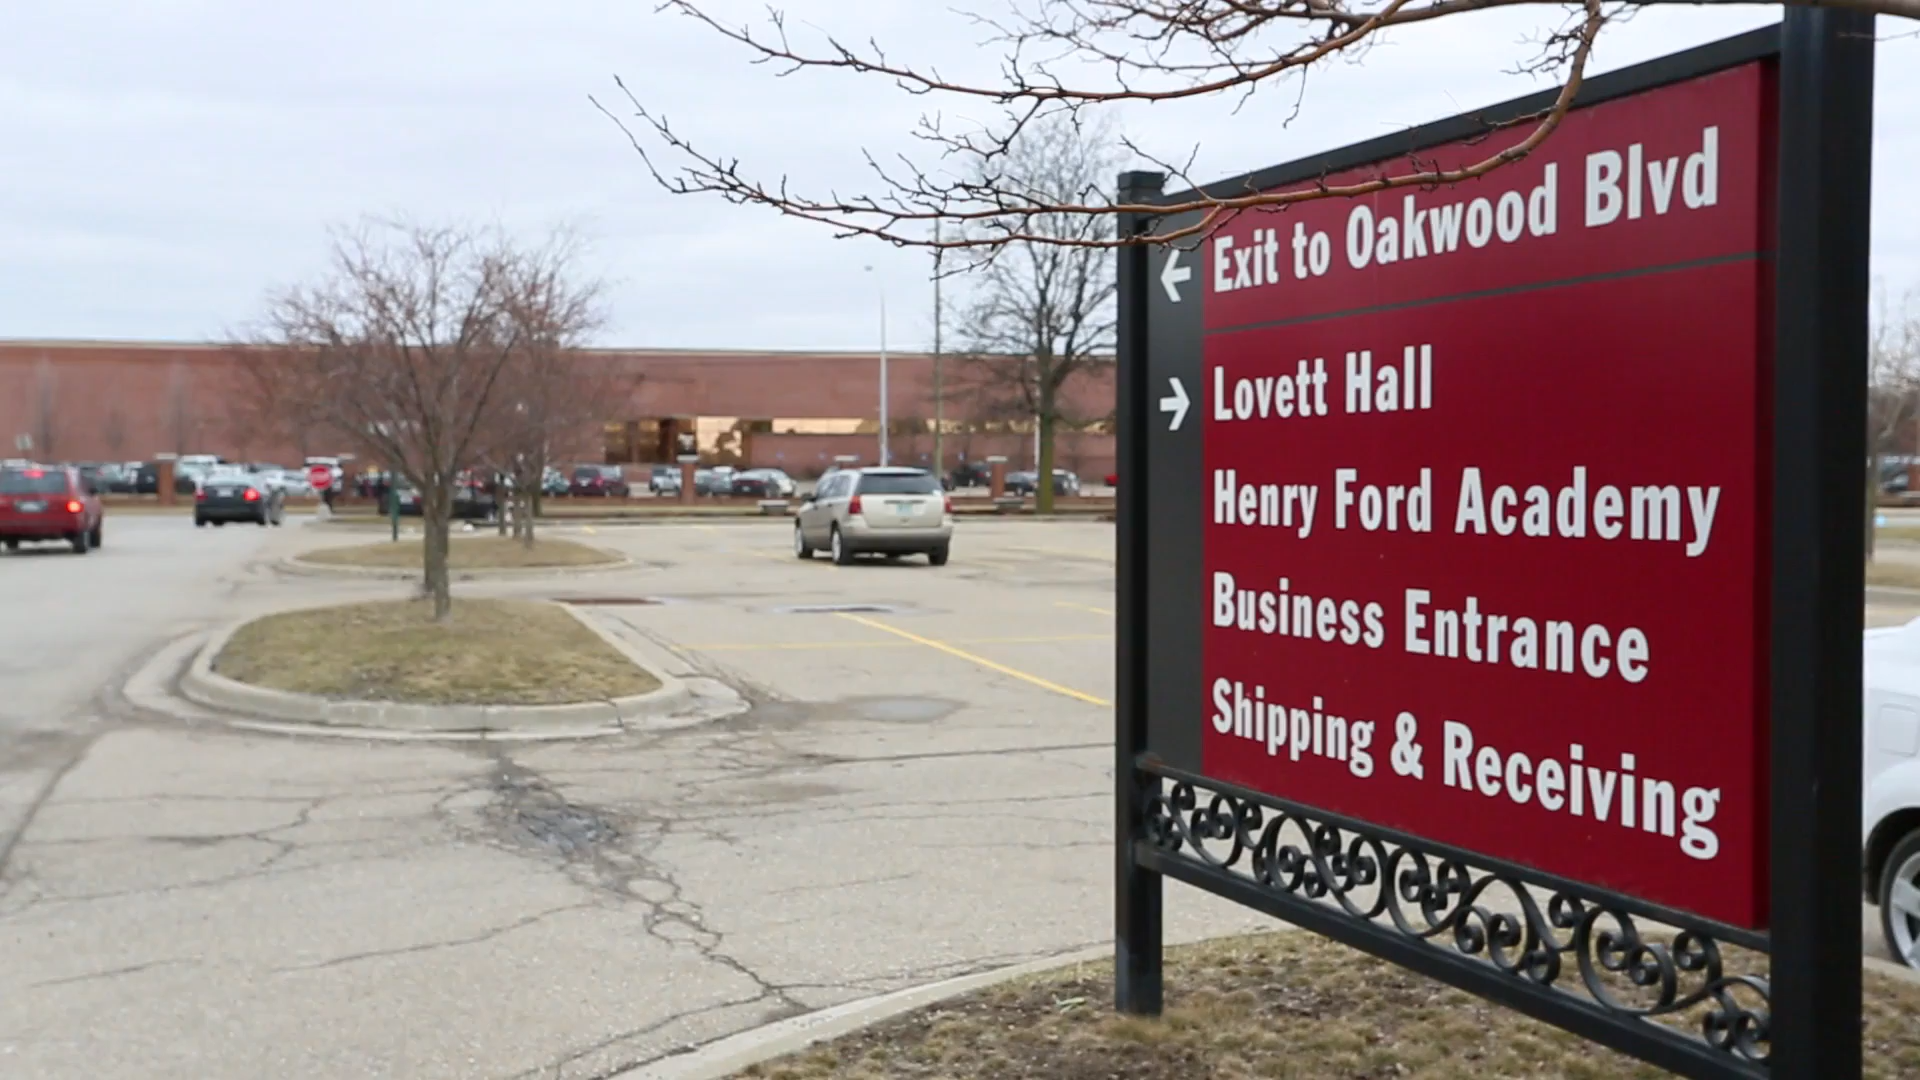 ← Exit to Oakwood Blvd
→ Lovett Hall
Henry Ford Academy
Business Entrance
Shipping & Receiving